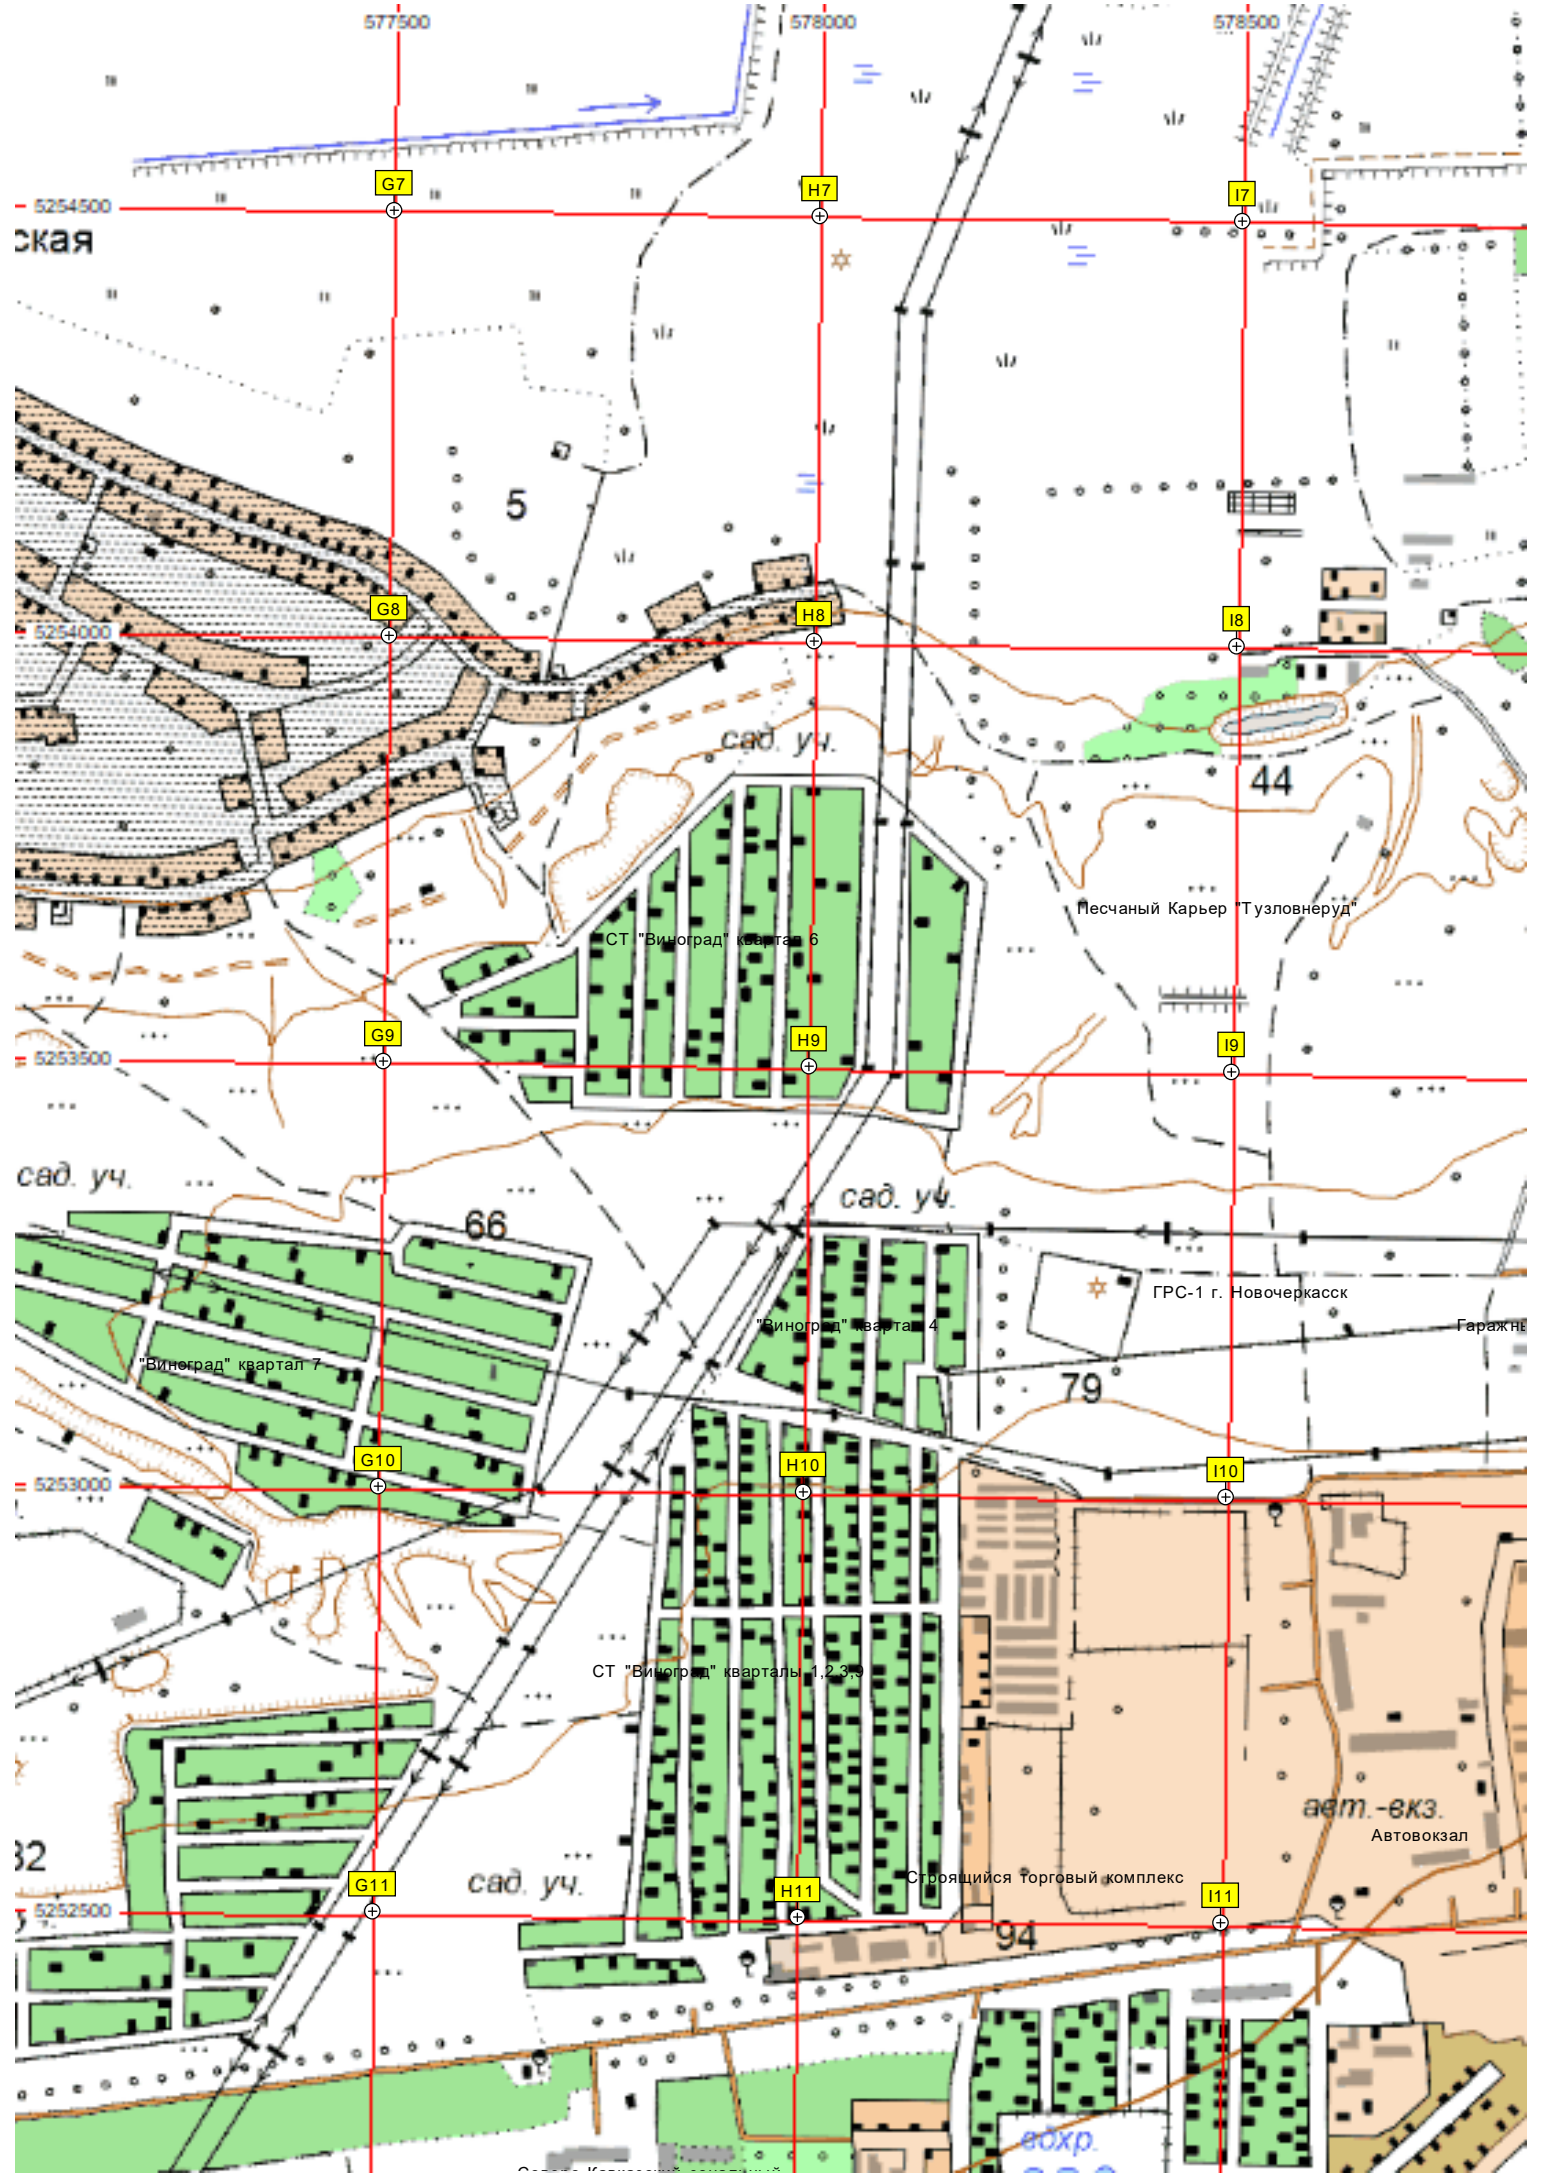 577500 578000 578500
G7 H7 I7
5254500
ская
5
G8 H8 I8
5254000
сад. уч.
44
Песчаный Карьер "Тузловнеруд"
СТ "Виноград" квартал 6
G9 H9 I9
5253500
сад. уч.
сад. уч.
66
ГРС-1 г. Новочеркасск
"Виноград" квартал 4
"Виноград" квартал 7
79
G10 H10 I10
5253000
СТ "Виноград" кварталы 1,2,3,9
авт.-вкз.
Автовокзал
32
сад. уч.
Строящийся торговый комплекс
G11 H11 I11
5252500
94
вдхр.